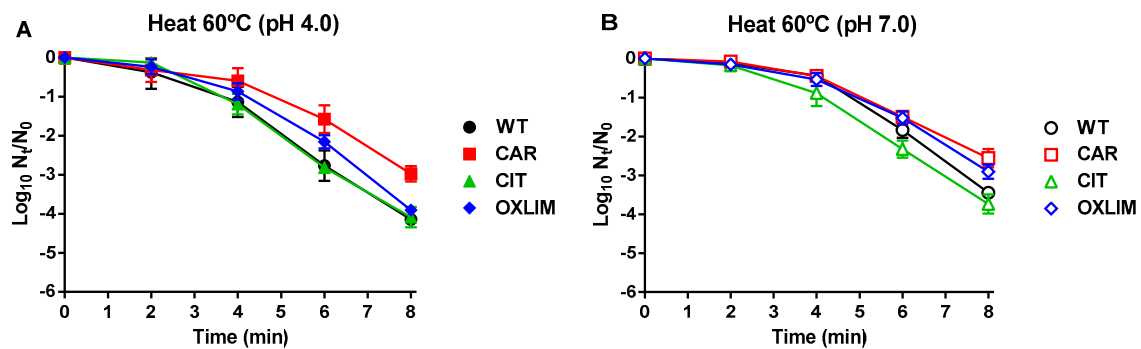 A
Heat 60ºC (pH 4.0)
0
-1
-2
-3
-4
-5
-6
Log10 Nt/N0
0 1 2 3 4 5 6 7 8
Time (min)
WT
CAR
CIT
OXLIM
B
Heat 60ºC (pH 7.0)
0
-1
-2
-3
-4
-5
-6
Log10 Nt/N0
0 1 2 3 4 5 6 7 8
Time (min)
WT
CAR
CIT
OXLIM